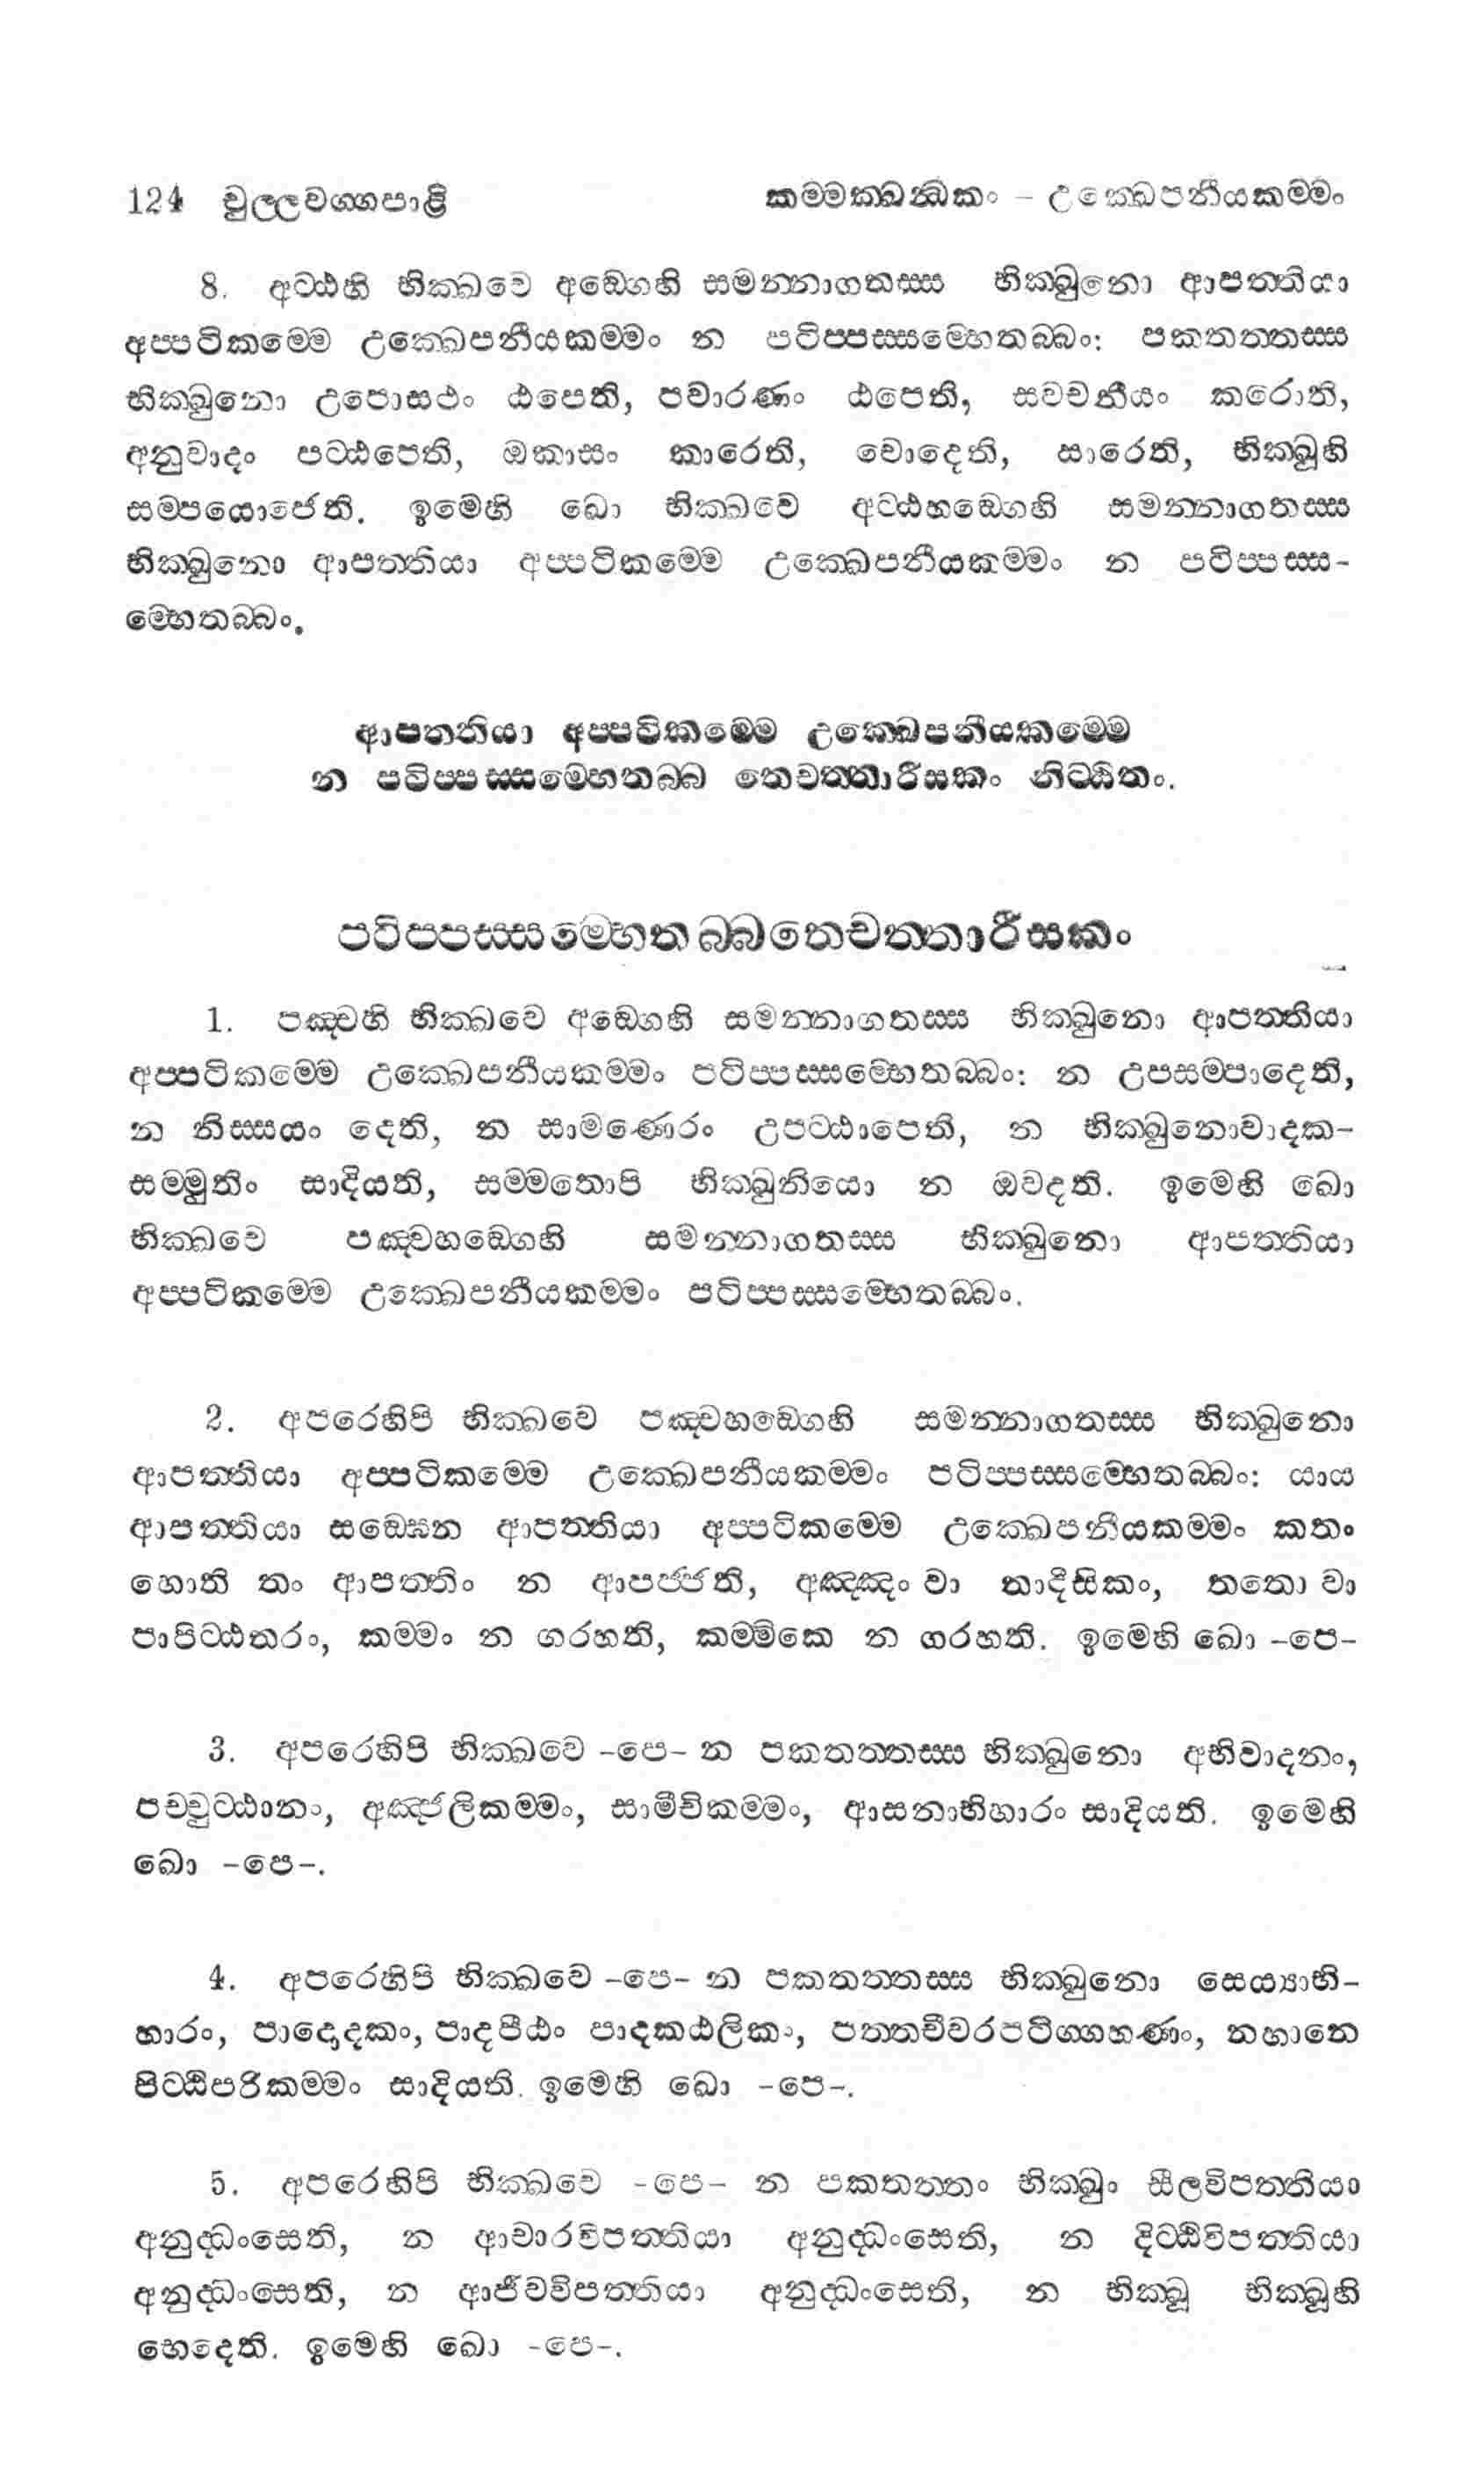 124 චුල්ලවග්ගපාළි කම්මක්ඛන්ධකං – උක්ඛෙපනීයකම්මං
8. අට්ඨහි භික්ඛවෙ අඞ්ගෙහි සමන්නාගතස්ස භික්ඛුනො ආපත්තියා
අප්පටිකම්මෙ උක්ඛෙපනීයකම්මං න පටිප්පස්සම්භෙතබ්බං: පකතත්තස්ස
භික්ඛුනො උපොසථං ඨපෙති, පවාරණං ඨපෙති, සවචනීයං කරොති,
අනුවාදං පට්ඨපෙති, ඔකාසං කාරෙති, චොදෙති, සාරෙති, භික්ඛූහි
සම්පයොජෙති. ඉමෙහි ඛො භික්ඛවෙ අට්ඨහඞ්ගෙහි සමන්නාගතස්ස
භික්ඛුනො ආපත්තියා අප්පටිකම්මෙ උක්ඛෙපනීයකම්මං න පටිප්පස්ස-
ම්භෙතබ්බං.
ආපත්තියා අප්පටිකම්මෙ උක්ඛෙපනීයකම්මෙ
න පටිප්පස්සම්භෙතබ්බ තෙචත්තාරීසකං නිට්ඨිතං.
පටිප්පස්සම්භෙතබ්බතෙචත්තාරීසකං
1. පඤ්චහි භික්ඛවෙ අඞ්ගෙහි සමන්නාගතස්ස භික්ඛුනො ආපත්තියා
අප්පටිකම්මෙ උක්ඛෙපනීයකම්මං පටිප්පස්සම්භෙතබ්බං: න උපසම්පාදෙති,
න නිස්සයං දෙති, න සාමණෙරං උපට්ඨාපෙති, න භික්ඛුනොවාදක-
සම්මුතිං සාදියති, සම්මතොපි භික්ඛුනියො න ඔවදති. ඉමෙහි ඛො
භික්ඛවෙ පඤ්චහඞ්ගෙහි සමන්නාගතස්ස භික්ඛුනො ආපත්තියා
අප්පටිකම්මෙ උක්ඛෙපනීයකම්මං පටිප්පස්සම්භෙතබ්බං.
2. අපරෙහිපි භික්ඛවෙ පඤ්චහඞ්ගෙහි සමන්නාගතස්ස භික්ඛුනො
ආපත්තියා අප්පටිකම්මෙ උක්ඛෙපනීයකම්මං පටිප්පස්සම්භෙතබ්බං: යාය
ආපත්තියා සඞ්ඝෙන ආපත්තියා අප්පටිකම්මෙ උක්ඛෙපනීයකම්මං කතං
හොති තං ආපත්තිං න ආපජ්ජති, අඤ්ඤං වා තාදිසිකං, තතො වා
පාපිට්ඨතරං, කම්මං න ගරහති, කම්මිකෙ න ගරහති. ඉමෙහි ඛො –පෙ–
3. අපරෙහිපි භික්ඛවෙ –පෙ– න පකතත්තස්ස භික්ඛුනො අභිවාදනං,
පච්චුට්ඨානං, අඤ්ජලිකම්මං, සාමීචිකම්මං, ආසනාභිහාරං සාදියති. ඉමෙහි
ඛො –පෙ–.
4. අපරෙහිපි භික්ඛවෙ –පෙ– න පකතත්තස්ස භික්ඛුනො සෙය්‍යාභි-
හාරං, පාදොදකං, පාදපීඨං පාදකඨලිකං, පත්තචීවරපටිග්ගහණං, නහානෙ
පිට්ඨිපරිකම්මං සාදියති. ඉමෙහි ඛො –පෙ–.
5. අපරෙහිපි භික්ඛවෙ –පෙ– න පකතත්තං භික්ඛුං සීලවිපත්තියා
අනුද්ධංසෙති, න ආචාරවිපත්තියා අනුද්ධංසෙති, න දිට්ඨිවිපත්තියා
අනුද්ධංසෙති, න ආජීවවිපත්තියා අනුද්ධංසෙති, න භික්ඛූ භික්ඛූහි
භෙදෙති. ඉමෙහි ඛො –පෙ–.